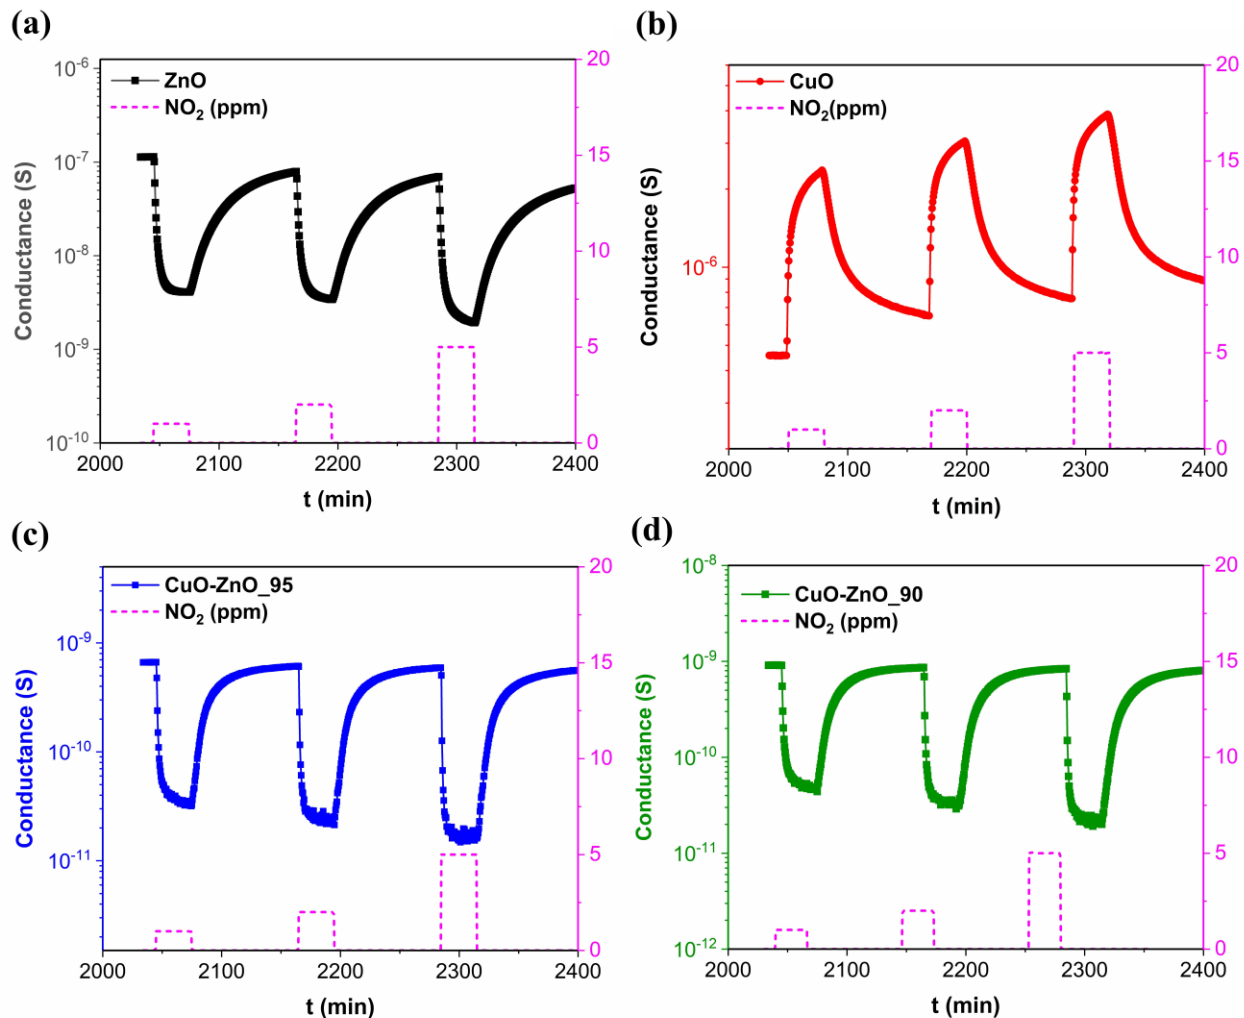 (a)
ZnO
NO₂ (ppm)
Conductance (S)
10⁻⁶
10⁻⁷
10⁻⁸
10⁻⁹
10⁻¹⁰
20
15
10
5
0
2000 2100 2200 2300 2400
t (min)
(b)
CuO
NO₂(ppm)
Conductance (S)
10⁻⁶
20
15
10
5
0
2000 2100 2200 2300 2400
t (min)
(c)
CuO-ZnO_95
NO₂ (ppm)
Conductance (S)
10⁻⁹
10⁻¹⁰
10⁻¹¹
20
15
10
5
0
2000 2100 2200 2300 2400
t (min)
(d)
CuO-ZnO_90
NO₂ (ppm)
Conductance (S)
10⁻⁸
10⁻⁹
10⁻¹⁰
10⁻¹¹
10⁻¹²
20
15
10
5
0
2000 2100 2200 2300 2400
t (min)